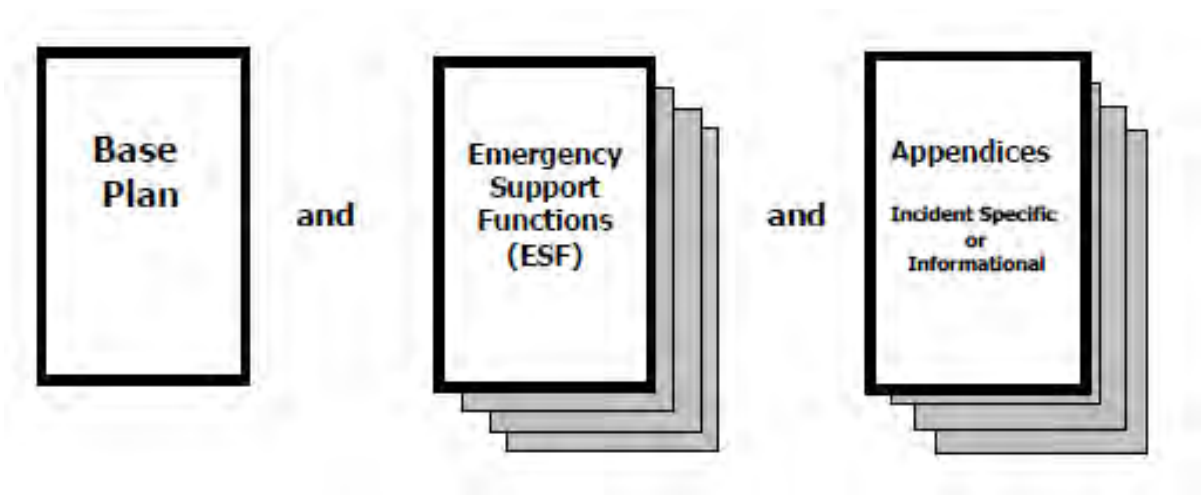 Base
Plan
and
Emergency
Support
Functions
(ESF)
and
Appendices
Incident Specific
or
Informational